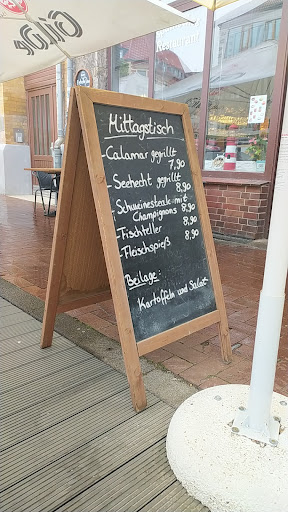 Mittagstisch
- Calamar gegrillt
7,90
- Seehecht gegrillt
8,90
- Schweinesteak mit
Champignons 8,90
- Fischteller 8,90
- Fleischspieß
8,90
Beilage:
Kartoffeln und Salat